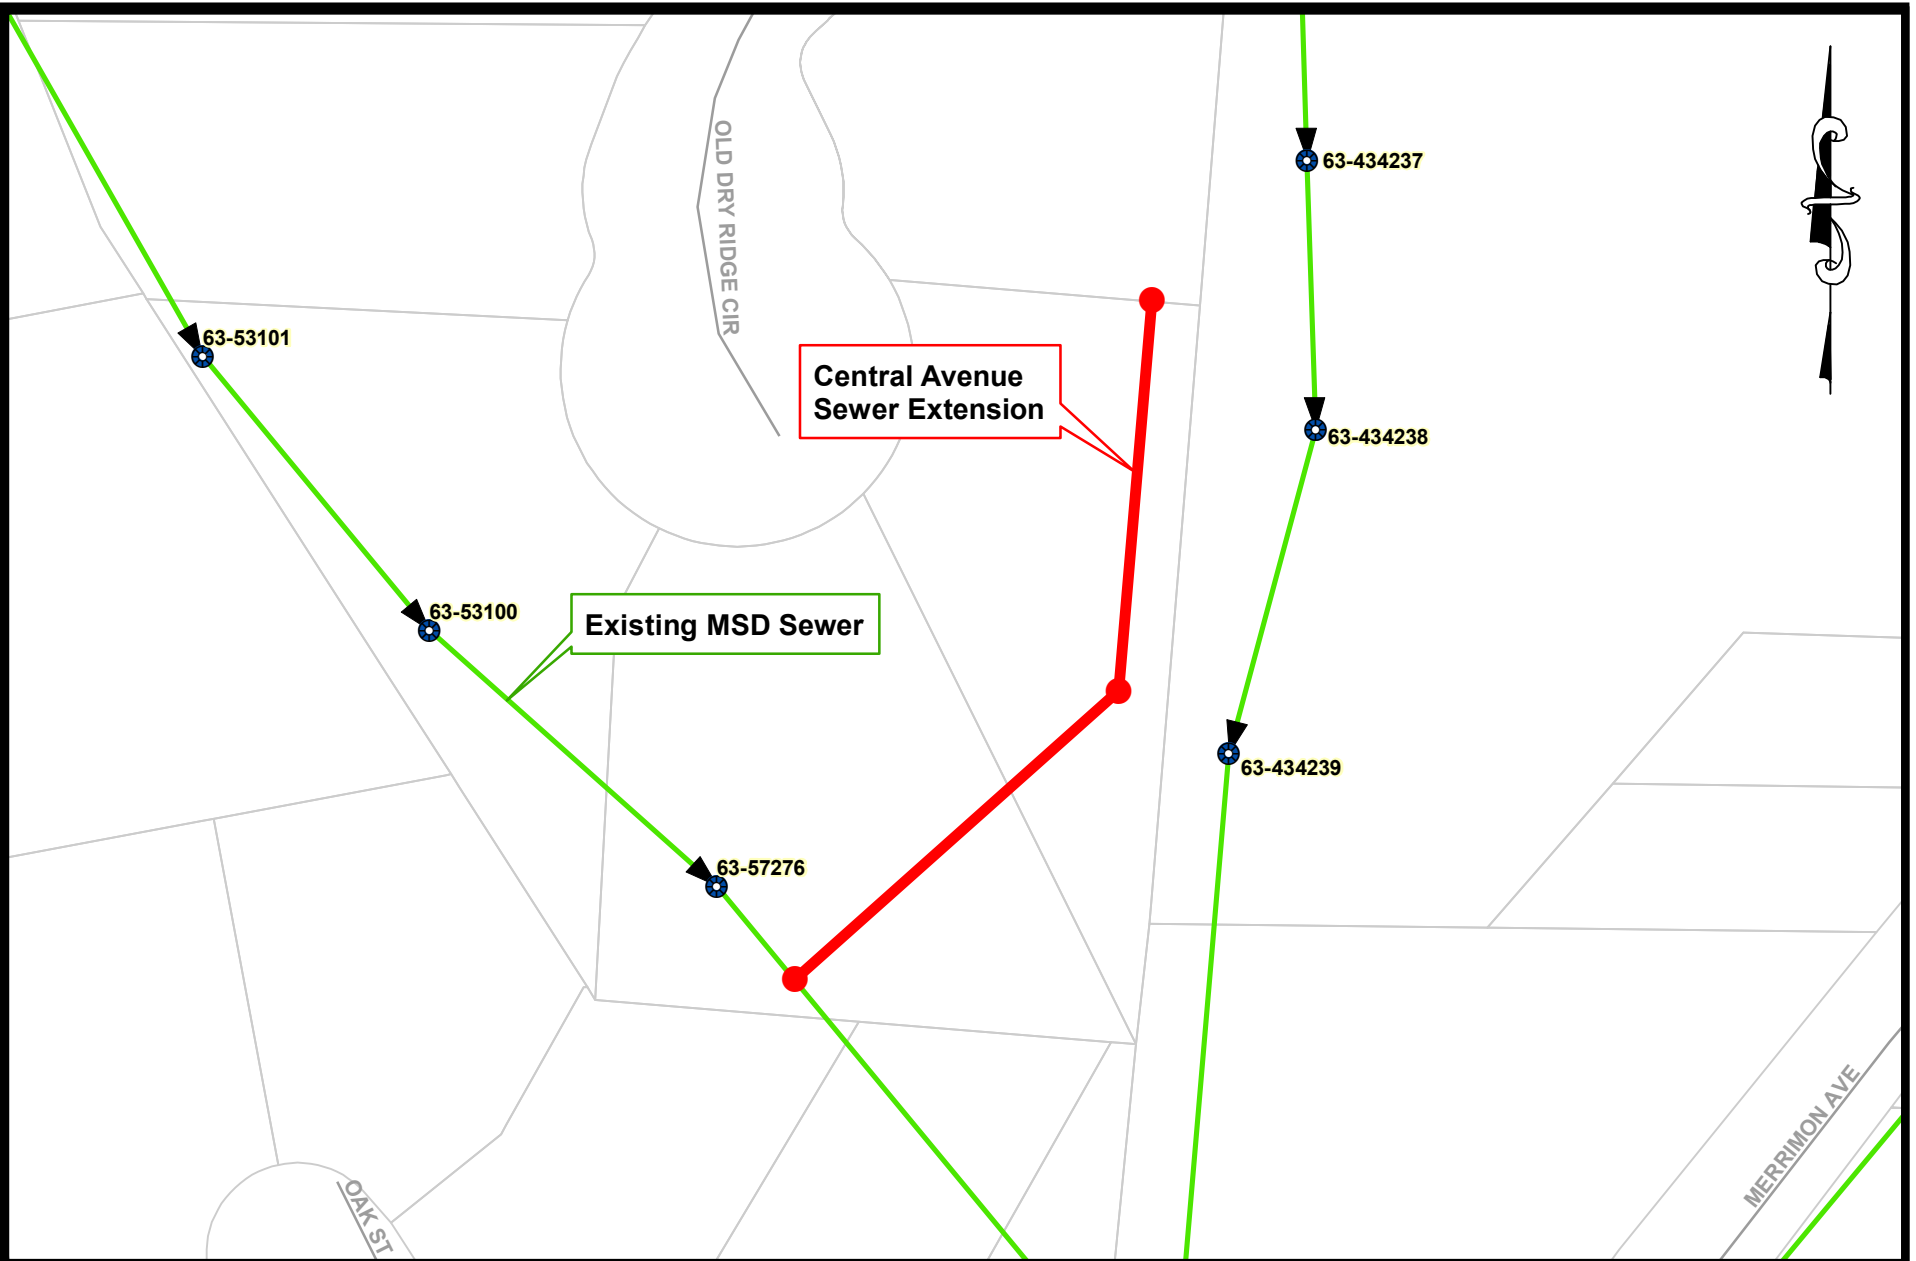 OLD DRY RIDGE CIR
63-434237
63-53101
Central Avenue
Sewer Extension
63-434238
63-53100
Existing MSD Sewer
63-434239
63-57276
MERRIMON AVE
OAK ST